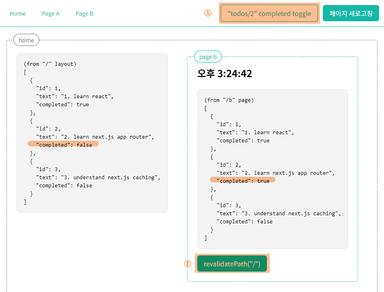 Home
Page A
Page B
①
"todos/2" completed toggle
페이지 새로고침
home
(from "/" layout)
[
  {
    "id": 1,
    "text": "1. learn react",
    "completed": true
  },
  {
    "id": 2,
    "text": "2. learn next.js app router",
    "completed": false
  },
  {
    "id": 3,
    "text": "3. understand next.js caching",
    "completed": false
  }
]
page b
오후 3:24:42
(from "/b" page)
[
  {
    "id": 1,
    "text": "1. learn react",
    "completed": true
  },
  {
    "id": 2,
    "text": "2. learn next.js app router",
    "completed": true
  },
  {
    "id": 3,
    "text": "3. understand next.js caching",
    "completed": false
  }
]
②
revalidatePath("/")